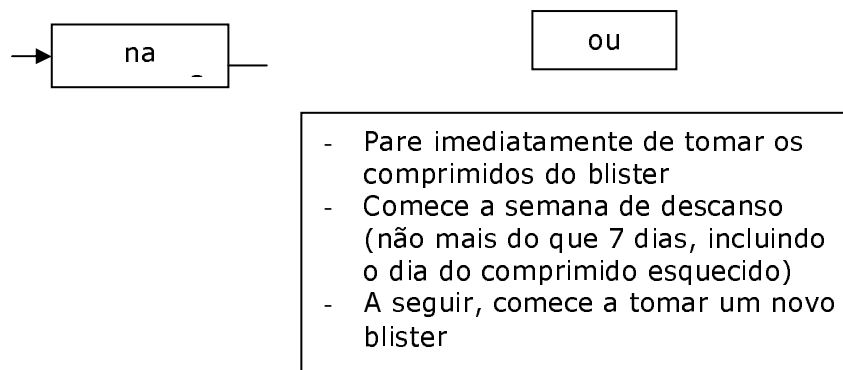 na
ou
- Pare imediatamente de tomar os
comprimidos do blister
- Comece a semana de descanso
(não mais do que 7 dias, incluindo
o dia do comprimido esquecido)
- A seguir, comece a tomar um novo
blister